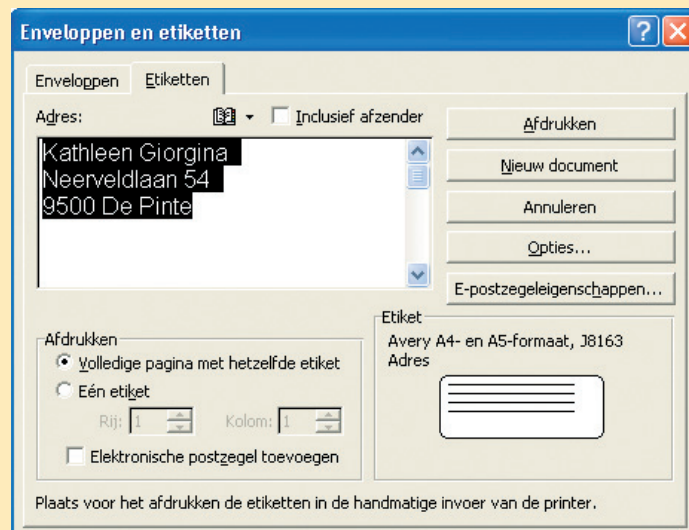 Enveloppen en etiketten
Enveloppen Etiketten
Adres: Inclusief afzender
Kathleen Giorgina
Neerveldlaan 54
9500 De Pinte
Afdrukken
Nieuw document
Annuleren
Opties...
E-postzegeleigenschappen...
Afdrukken
Volledige pagina met hetzelfde etiket
Eén etiket
Rij: 1 Kolom: 1
Elektronische postzegel toevoegen
Etiket
Avery A4- en A5-formaat, J8163
Adres
Plaats voor het afdrukken de etiketten in de handmatige invoer van de printer.